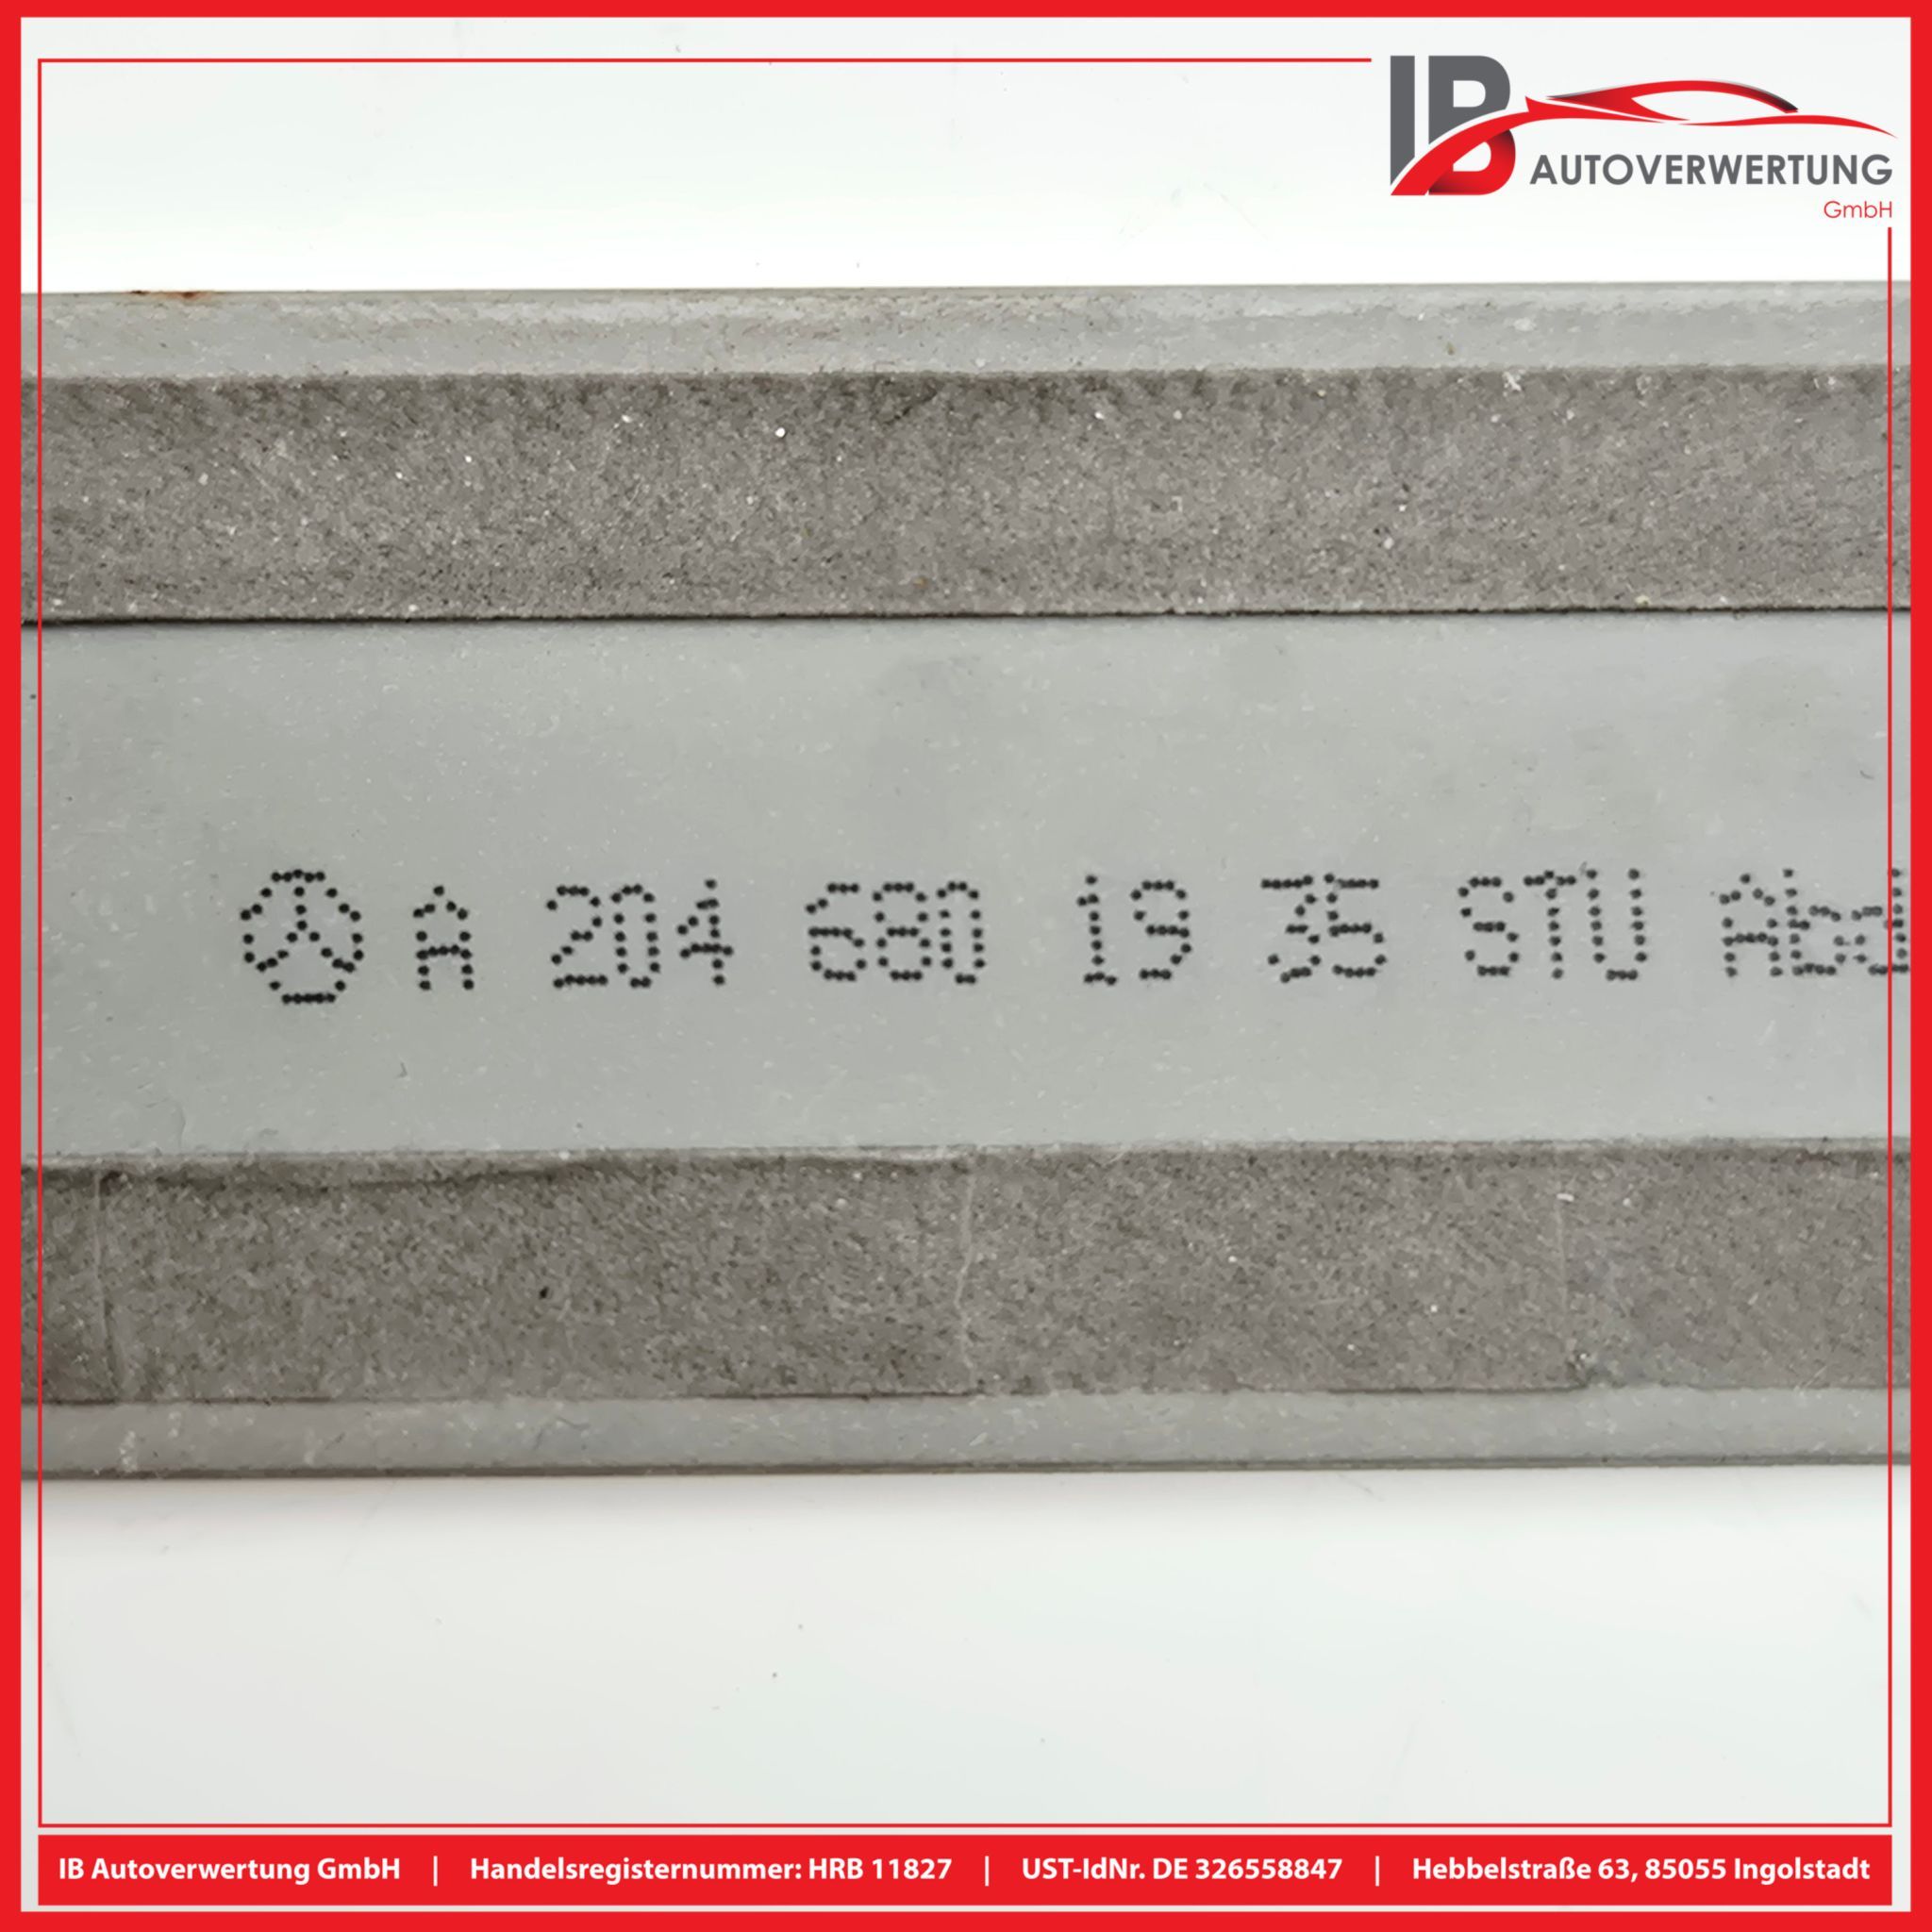 IB
AUTOVERWERTUNG
GmbH
A 204 680 19 35 STU Abd
IB Autoverwertung GmbH | Handelsregisternummer: HRB 11827 | UST-IdNr. DE 326558847 | Hebbelstraße 63, 85055 Ingolstadt